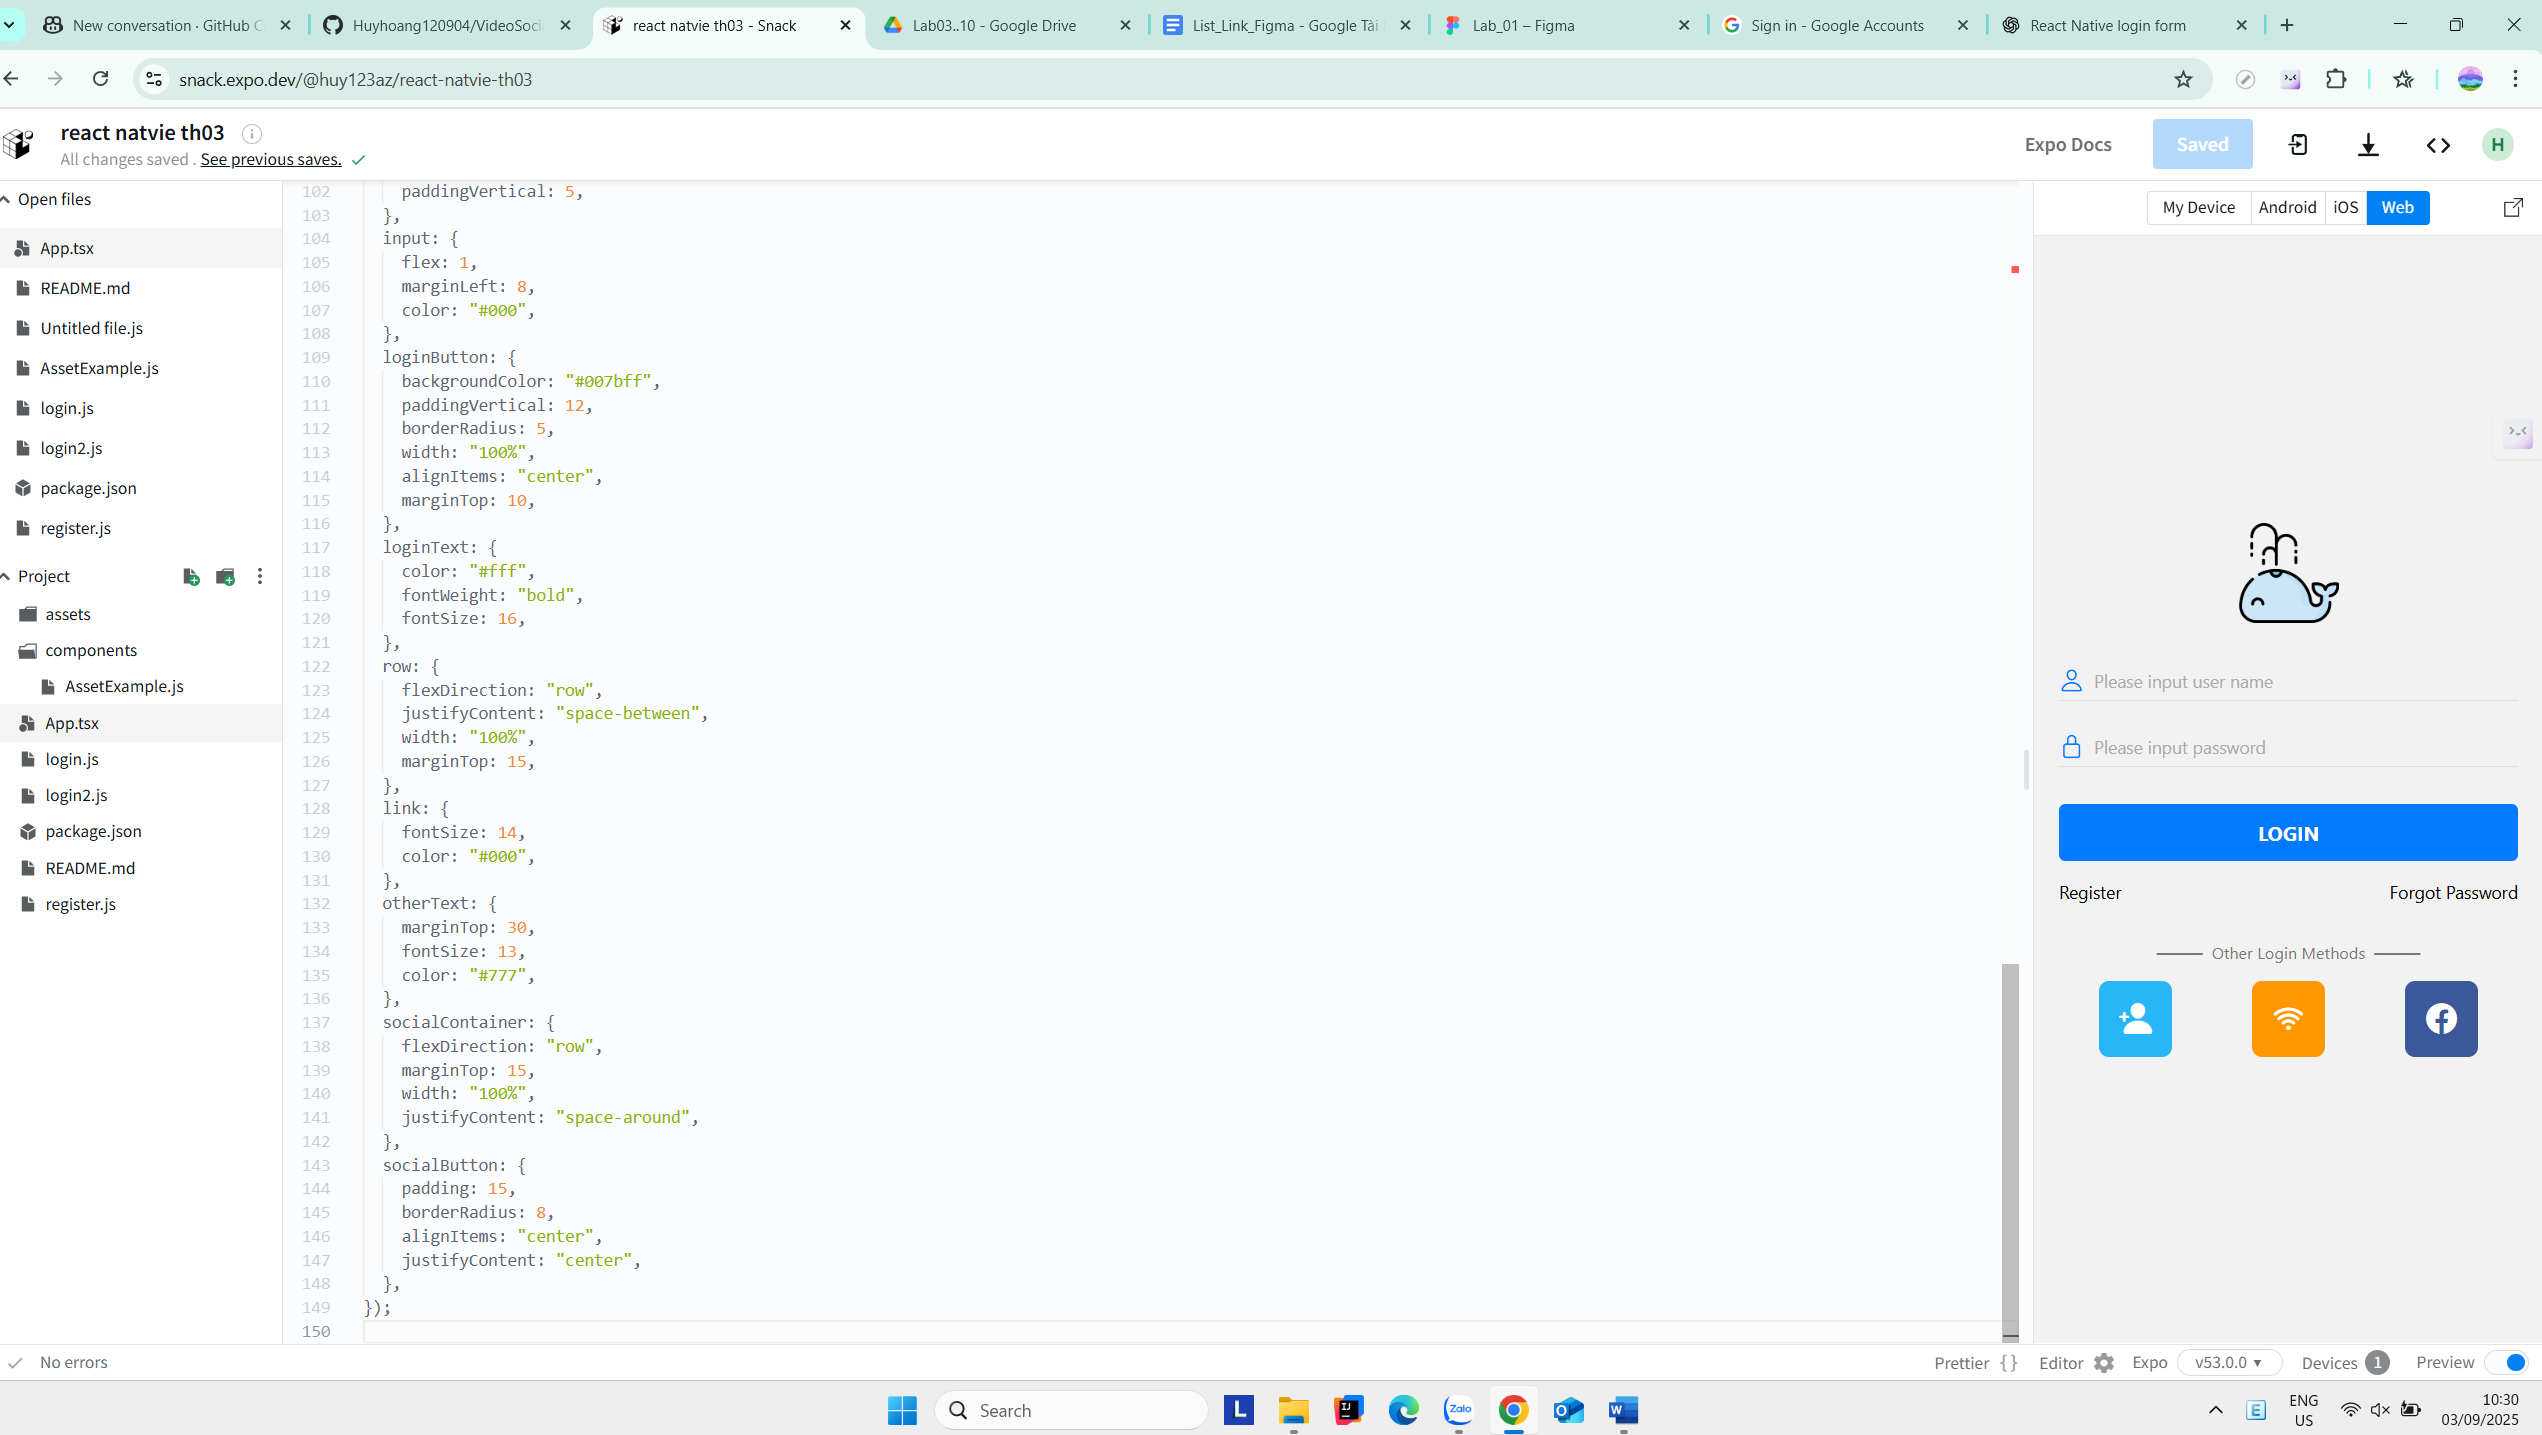 New conversation · GitHub C
Huyhoang120904/VideoSoci
react natvie th03 - Snack
Lab03..10 - Google Drive
List_Link_Figma - Google Tài
Lab_01 – Figma
Sign in - Google Accounts
React Native login form
snack.expo.dev/@huy123az/react-natvie-th03
react natvie th03
All changes saved . See previous saves.
Expo Docs
Saved
H
Open files
App.tsx
README.md
Untitled file.js
AssetExample.js
login.js
login2.js
package.json
register.js
Project
assets
components
AssetExample.js
App.tsx
login.js
login2.js
package.json
README.md
register.js
102 paddingVertical: 5,
103 },
104 input: {
105 flex: 1,
106 marginLeft: 8,
107 color: "#000",
108 },
109 loginButton: {
110 backgroundColor: "#007bff",
111 paddingVertical: 12,
112 borderRadius: 5,
113 width: "100%",
114 alignItems: "center",
115 marginTop: 10,
116 },
117 loginText: {
118 color: "#fff",
119 fontWeight: "bold",
120 fontSize: 16,
121 },
122 row: {
123 flexDirection: "row",
124 justifyContent: "space-between",
125 width: "100%",
126 marginTop: 15,
127 },
128 link: {
129 fontSize: 14,
130 color: "#000",
131 },
132 otherText: {
133 marginTop: 30,
134 fontSize: 13,
135 color: "#777",
136 },
137 socialContainer: {
138 flexDirection: "row",
139 marginTop: 15,
140 width: "100%",
141 justifyContent: "space-around",
142 },
143 socialButton: {
144 padding: 15,
145 borderRadius: 8,
146 alignItems: "center",
147 justifyContent: "center",
148 },
149 });
150
My Device
Android
iOS
Web
Please input user name
Please input password
LOGIN
Register
Forgot Password
Other Login Methods
No errors
Prettier {}
Editor
Expo
v53.0.0
Devices 1
Preview
Search
L
IJ
Zalo
O
W
E
ENG
US
10:30
03/09/2025